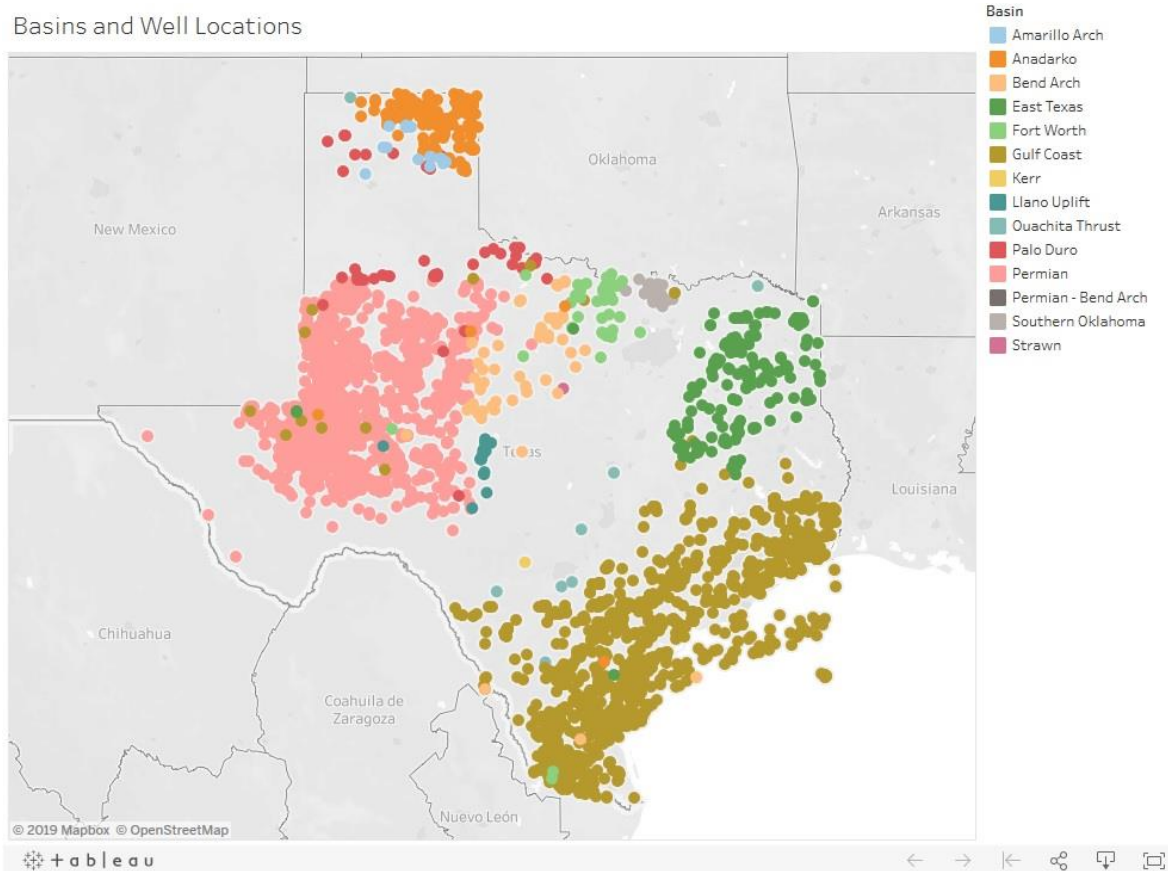 Basins and Well Locations
Basin
Amarillo Arch
Anadarko
Bend Arch
East Texas
Fort Worth
Gulf Coast
Kerr
Llano Uplift
Ouachita Thrust
Palo Duro
Permian
Permian - Bend Arch
Southern Oklahoma
Strawn
Oklahoma
New Mexico
Arkansas
Louisiana
Chihuahua
Coahuila de
Zaragoza
Nuevo León
© 2019 Mapbox © OpenStreetMap
+ableau